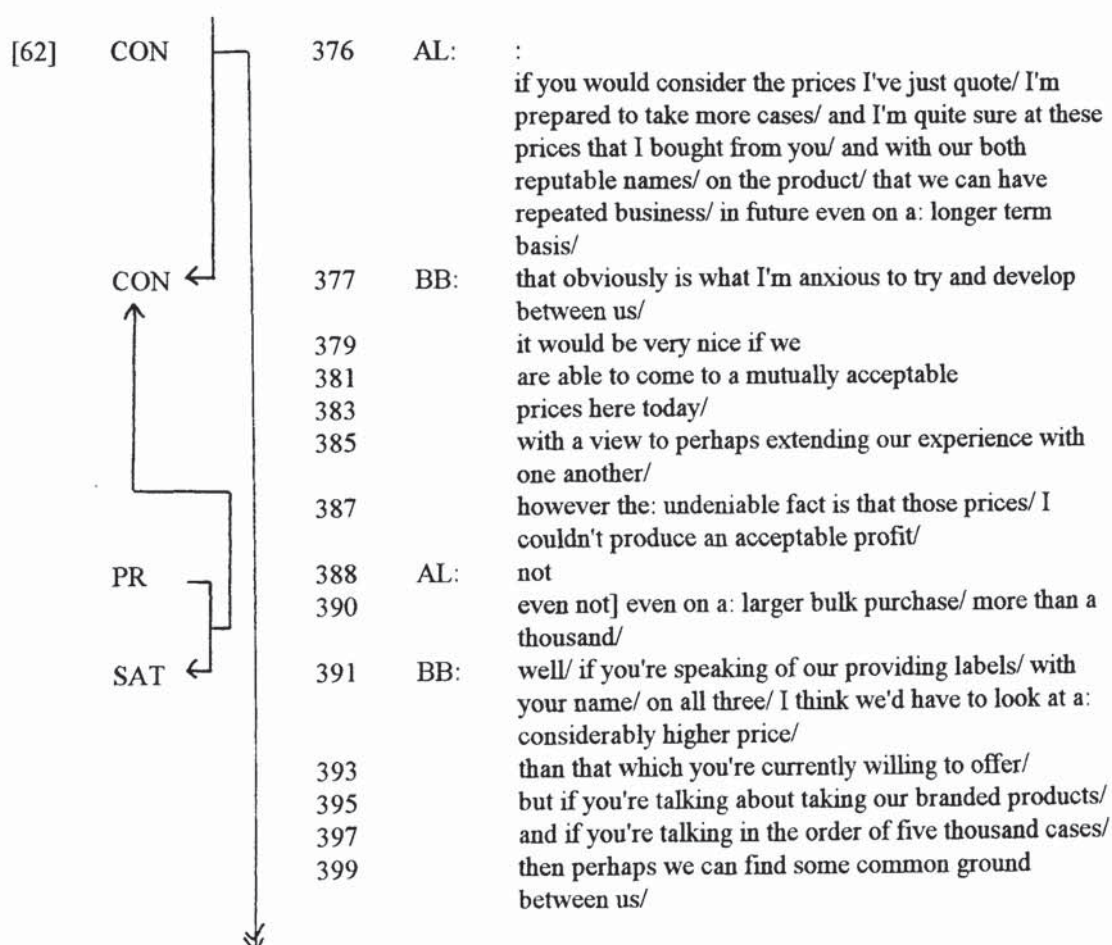 [62] CON 376 AL: :
if you would consider the prices I've just quote/ I'm
prepared to take more cases/ and I'm quite sure at these
prices that I bought from you/ and with our both
reputable names/ on the product/ that we can have
repeated business/ in future even on a: longer term
basis/
CON 377 BB: that obviously is what I'm anxious to try and develop
between us/
379 it would be very nice if we
381 are able to come to a mutually acceptable
383 prices here today/
385 with a view to perhaps extending our experience with
one another/
387 however the: undeniable fact is that those prices/ I
couldn't produce an acceptable profit/
PR 388 AL: not
390 even not] even on a: larger bulk purchase/ more than a
thousand/
SAT 391 BB: well/ if you're speaking of our providing labels/ with
your name/ on all three/ I think we'd have to look at a:
considerably higher price/
393 than that which you're currently willing to offer/
395 but if you're talking about taking our branded products/
397 and if you're talking in the order of five thousand cases/
399 then perhaps we can find some common ground
between us/